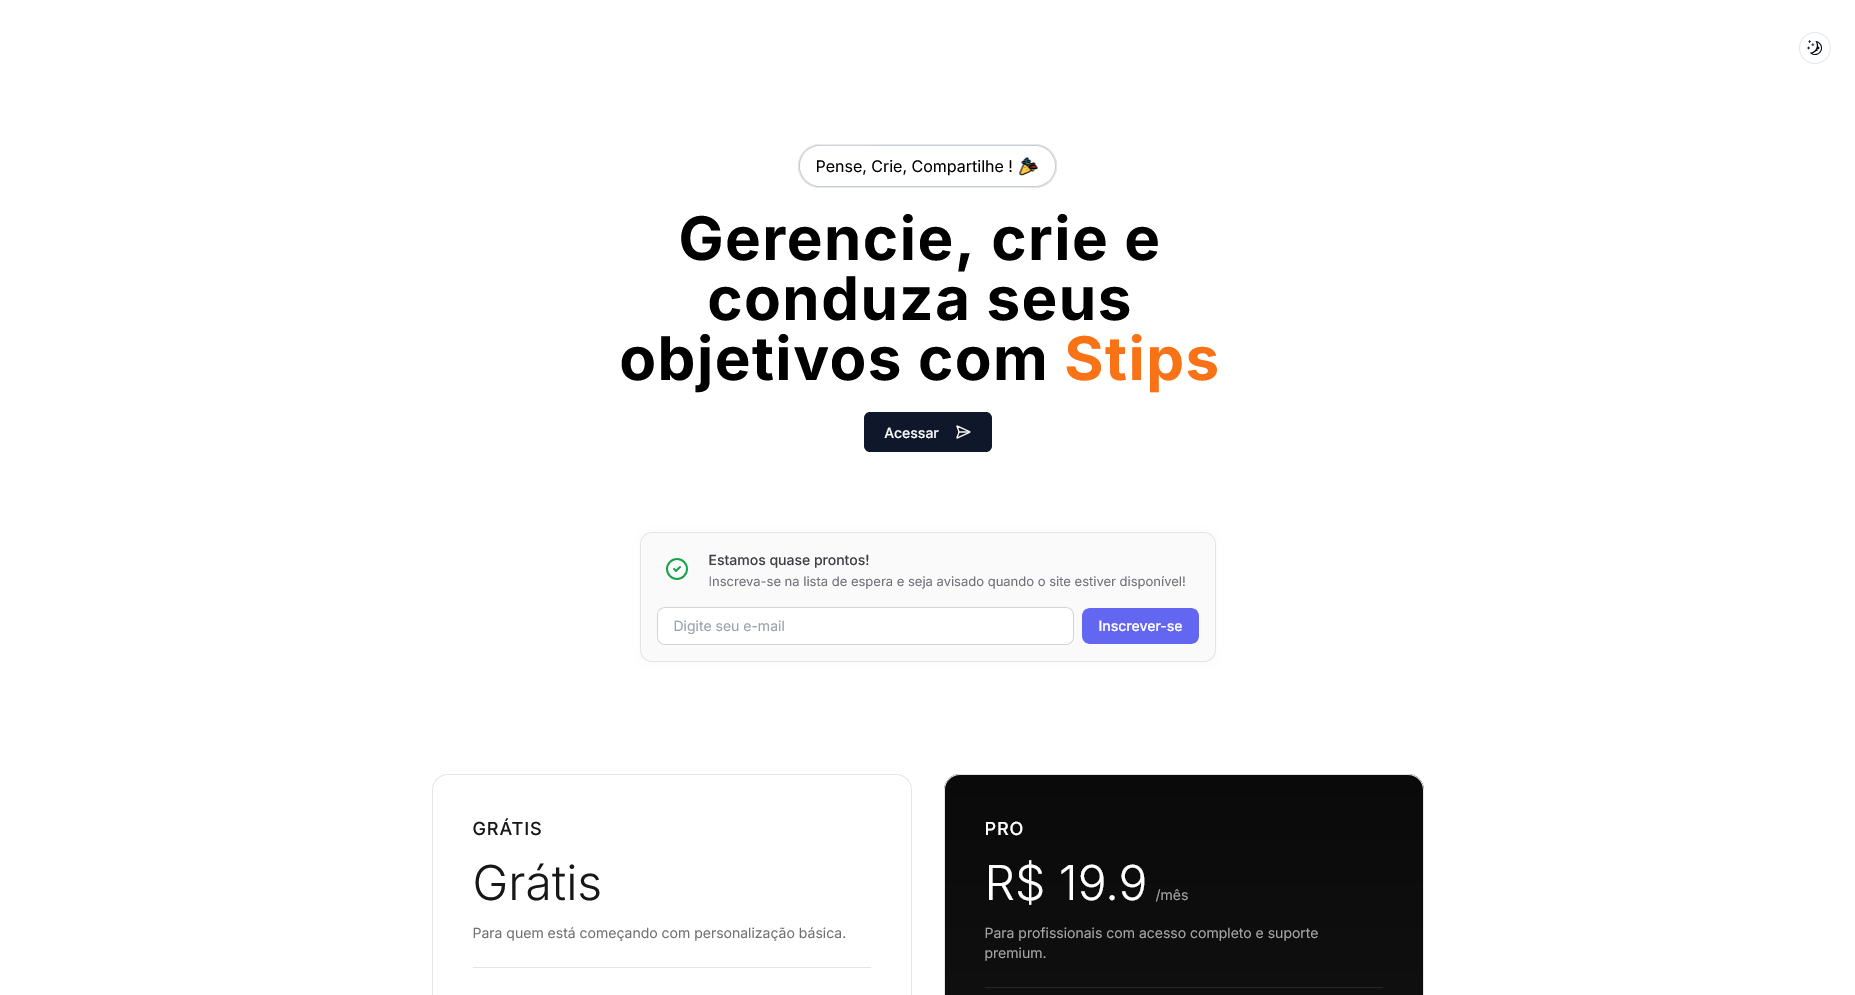 Pense, Crie, Compartilhe ! 🎉
Gerencie, crie e
conduza seus
objetivos com Stips
Acessar
Estamos quase prontos!
Inscreva-se na lista de espera e seja avisado quando o site estiver disponível!
Digite seu e-mail
Inscrever-se
GRÁTIS
Grátis
Para quem está começando com personalização básica.
PRO
R$ 19.9 /mês
Para profissionais com acesso completo e suporte
premium.